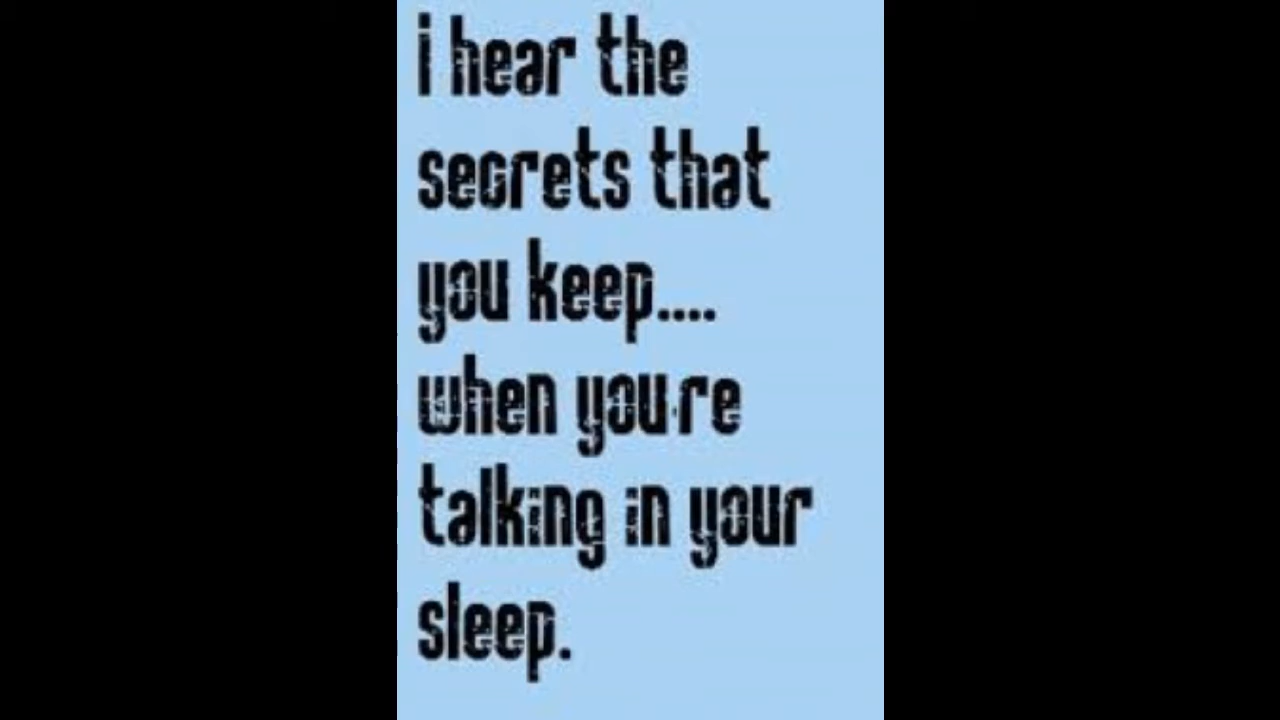 i hear the
secrets that
you keep....
when you're
talking in your
sleep.